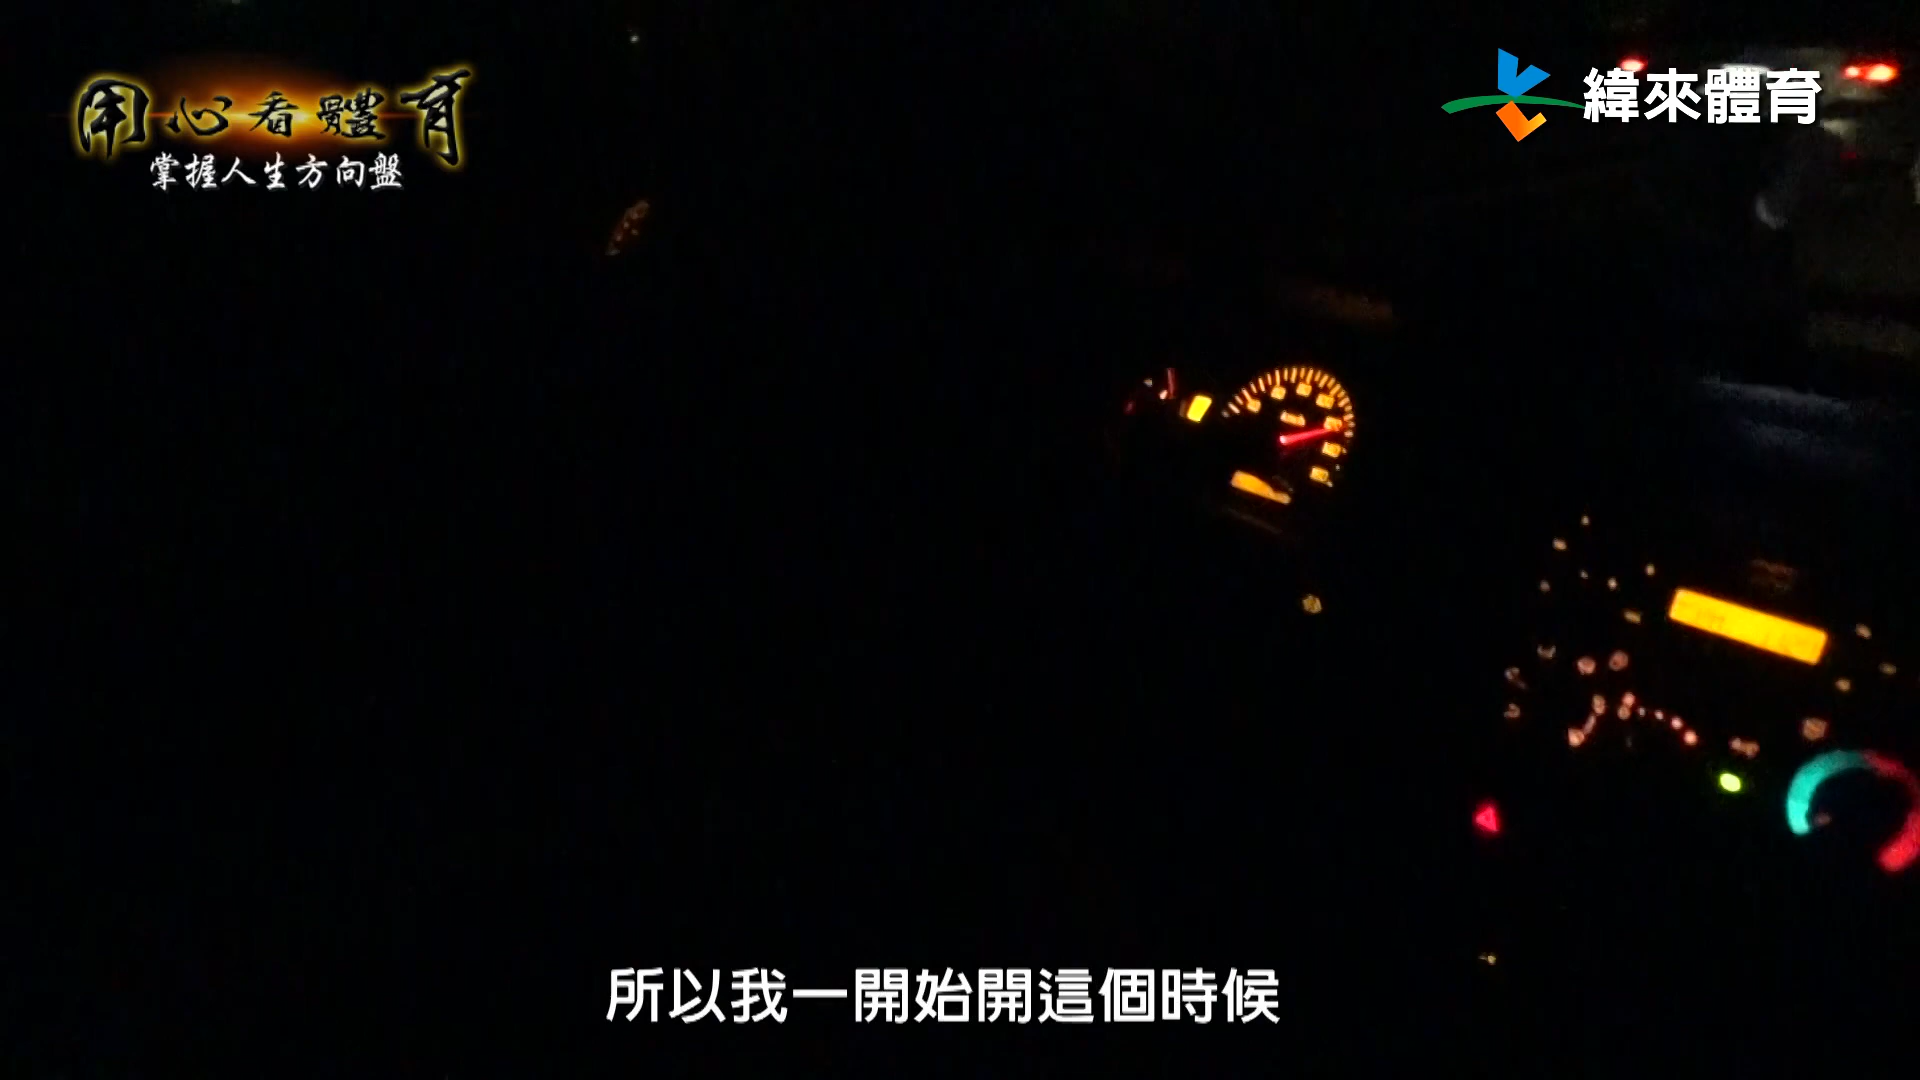 用心看體育
掌握人生方向盤
緯來體育
所以我一開始開這個時候